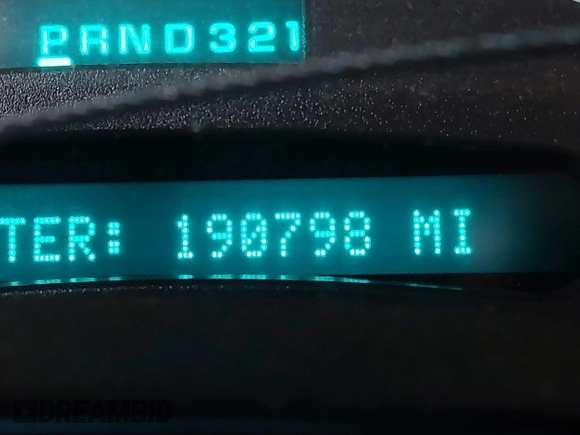 PRND321
TER: 190798 MI
DREAMBID